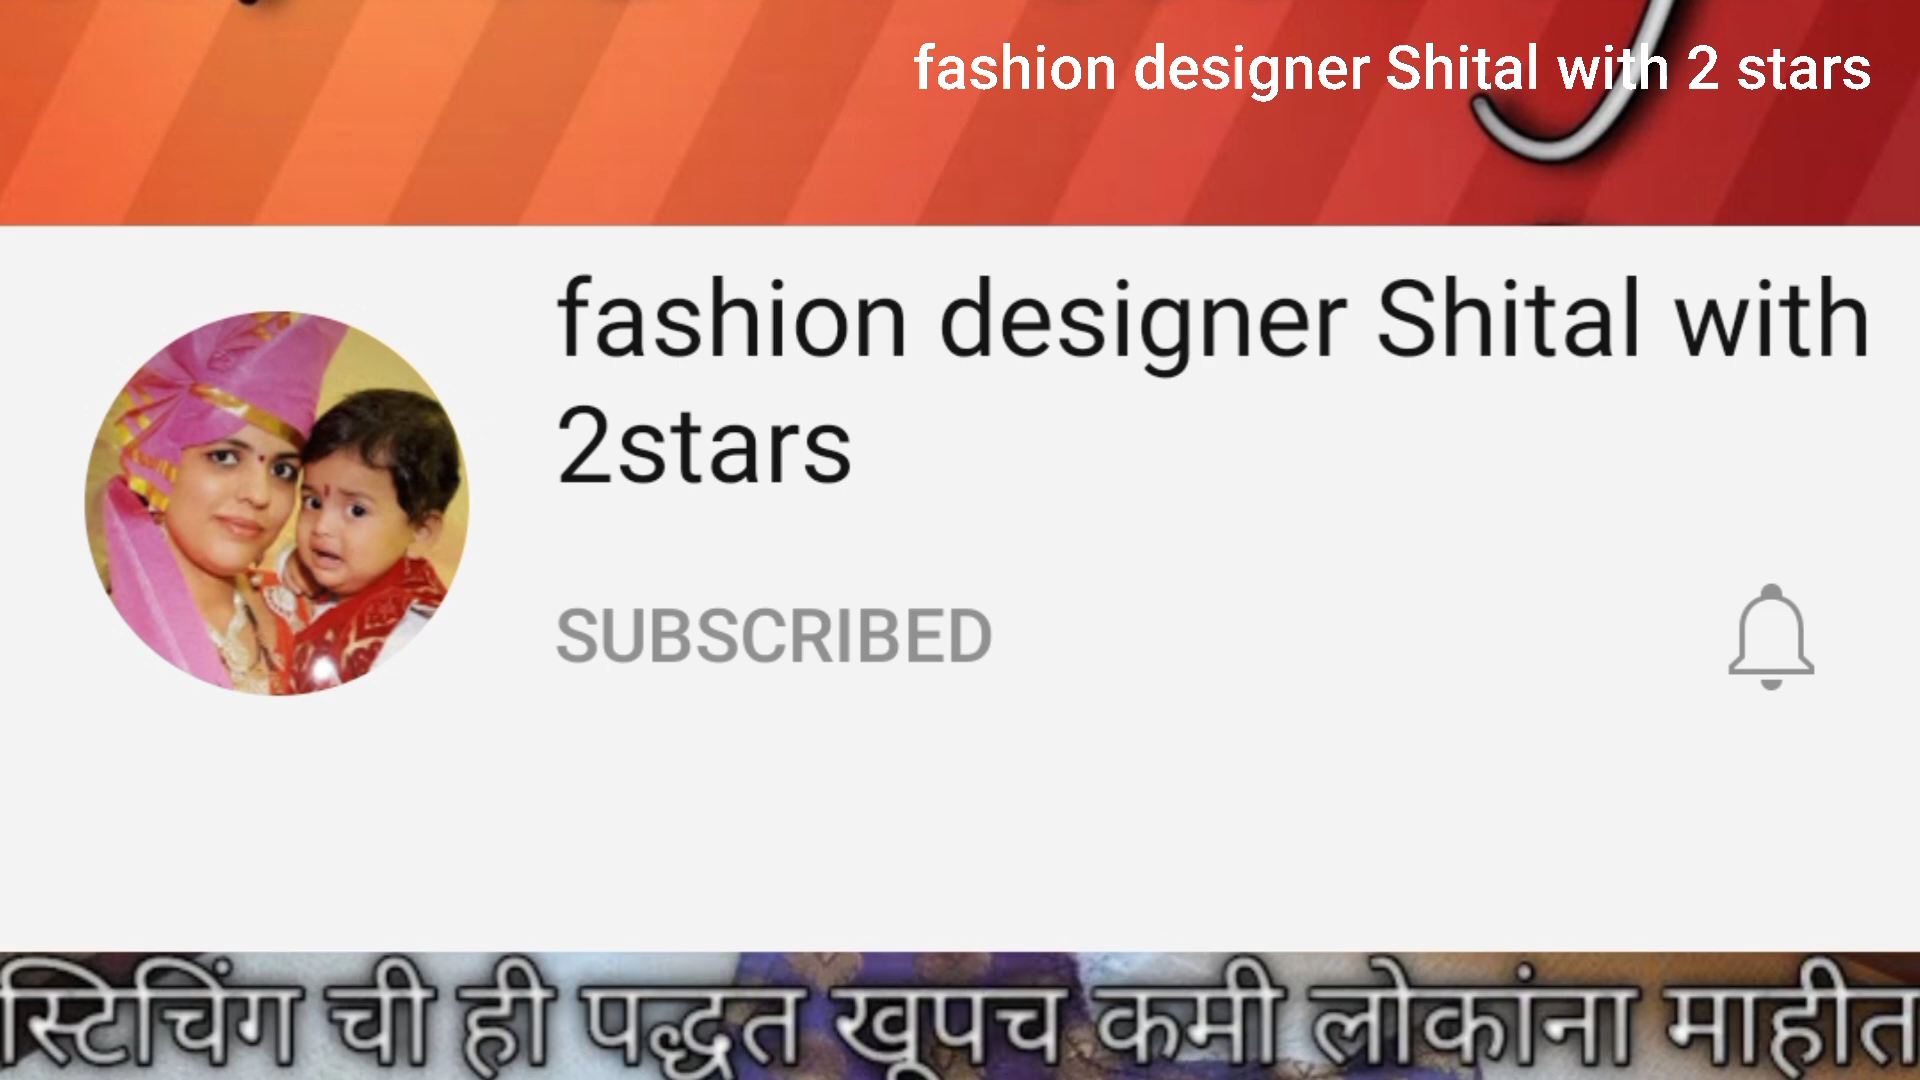 fashion designer Shital with 2 stars
fashion designer Shital with
2stars
SUBSCRIBED
स्टिचिंग ची ही पद्धत खूपच कमी लोकांना माहीत